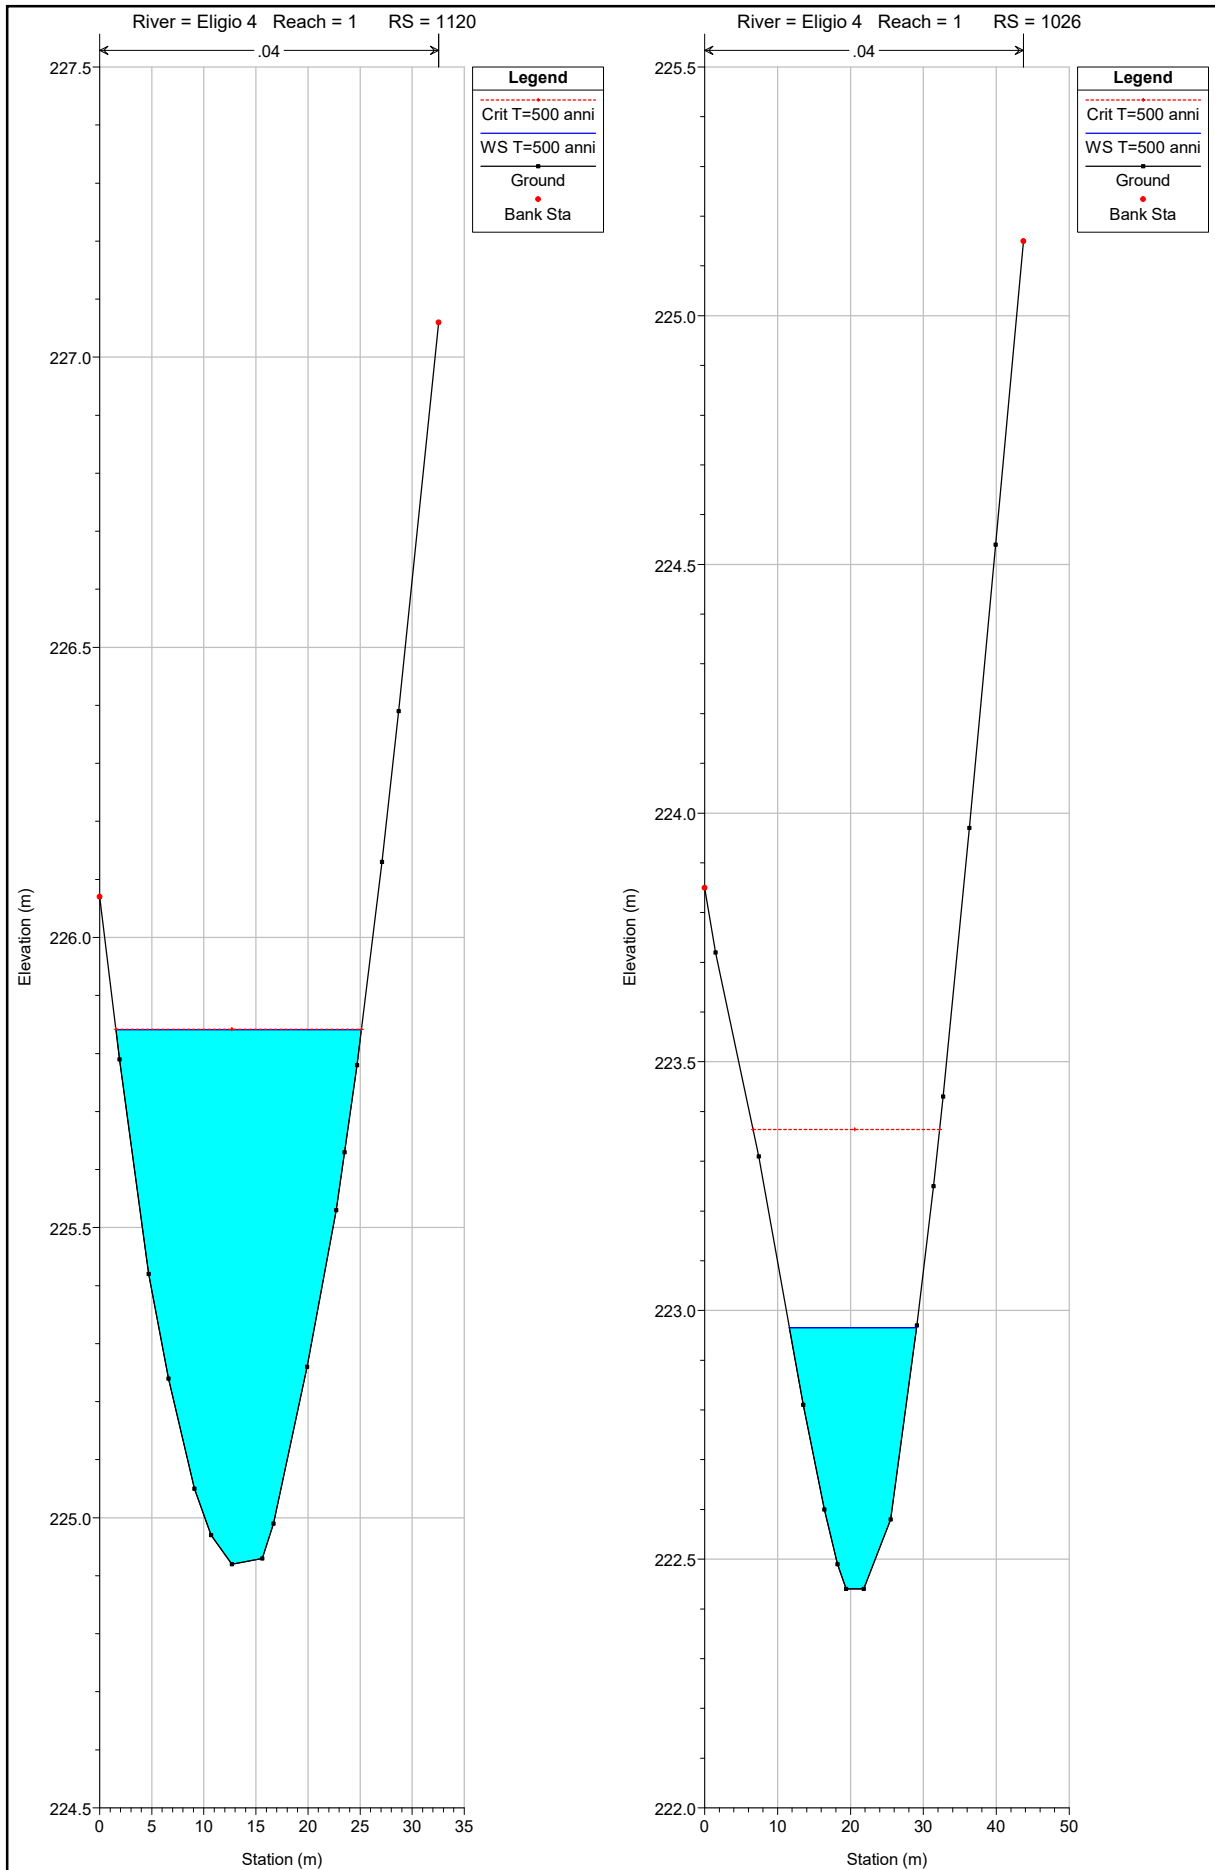 River = Eligio 4 Reach = 1 RS = 1120
.04
Legend
Crit T=500 anni
WS T=500 anni
Ground
Bank Sta
227.5
227.0
226.5
226.0
225.5
225.0
224.5
Elevation (m)
0 5 10 15 20 25 30 35
Station (m)
River = Eligio 4 Reach = 1 RS = 1026
.04
Legend
Crit T=500 anni
WS T=500 anni
Ground
Bank Sta
225.5
225.0
224.5
224.0
223.5
223.0
222.5
222.0
Elevation (m)
0 10 20 30 40 50
Station (m)